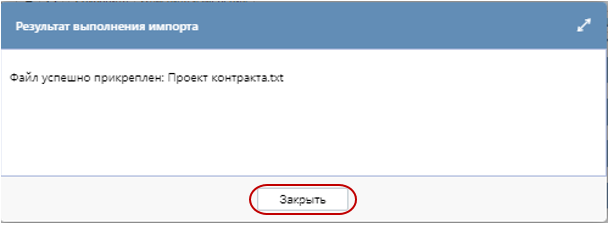 Результат выполнения импорта
Файл успешно прикреплен: Проект контракта.txt
Закрыть